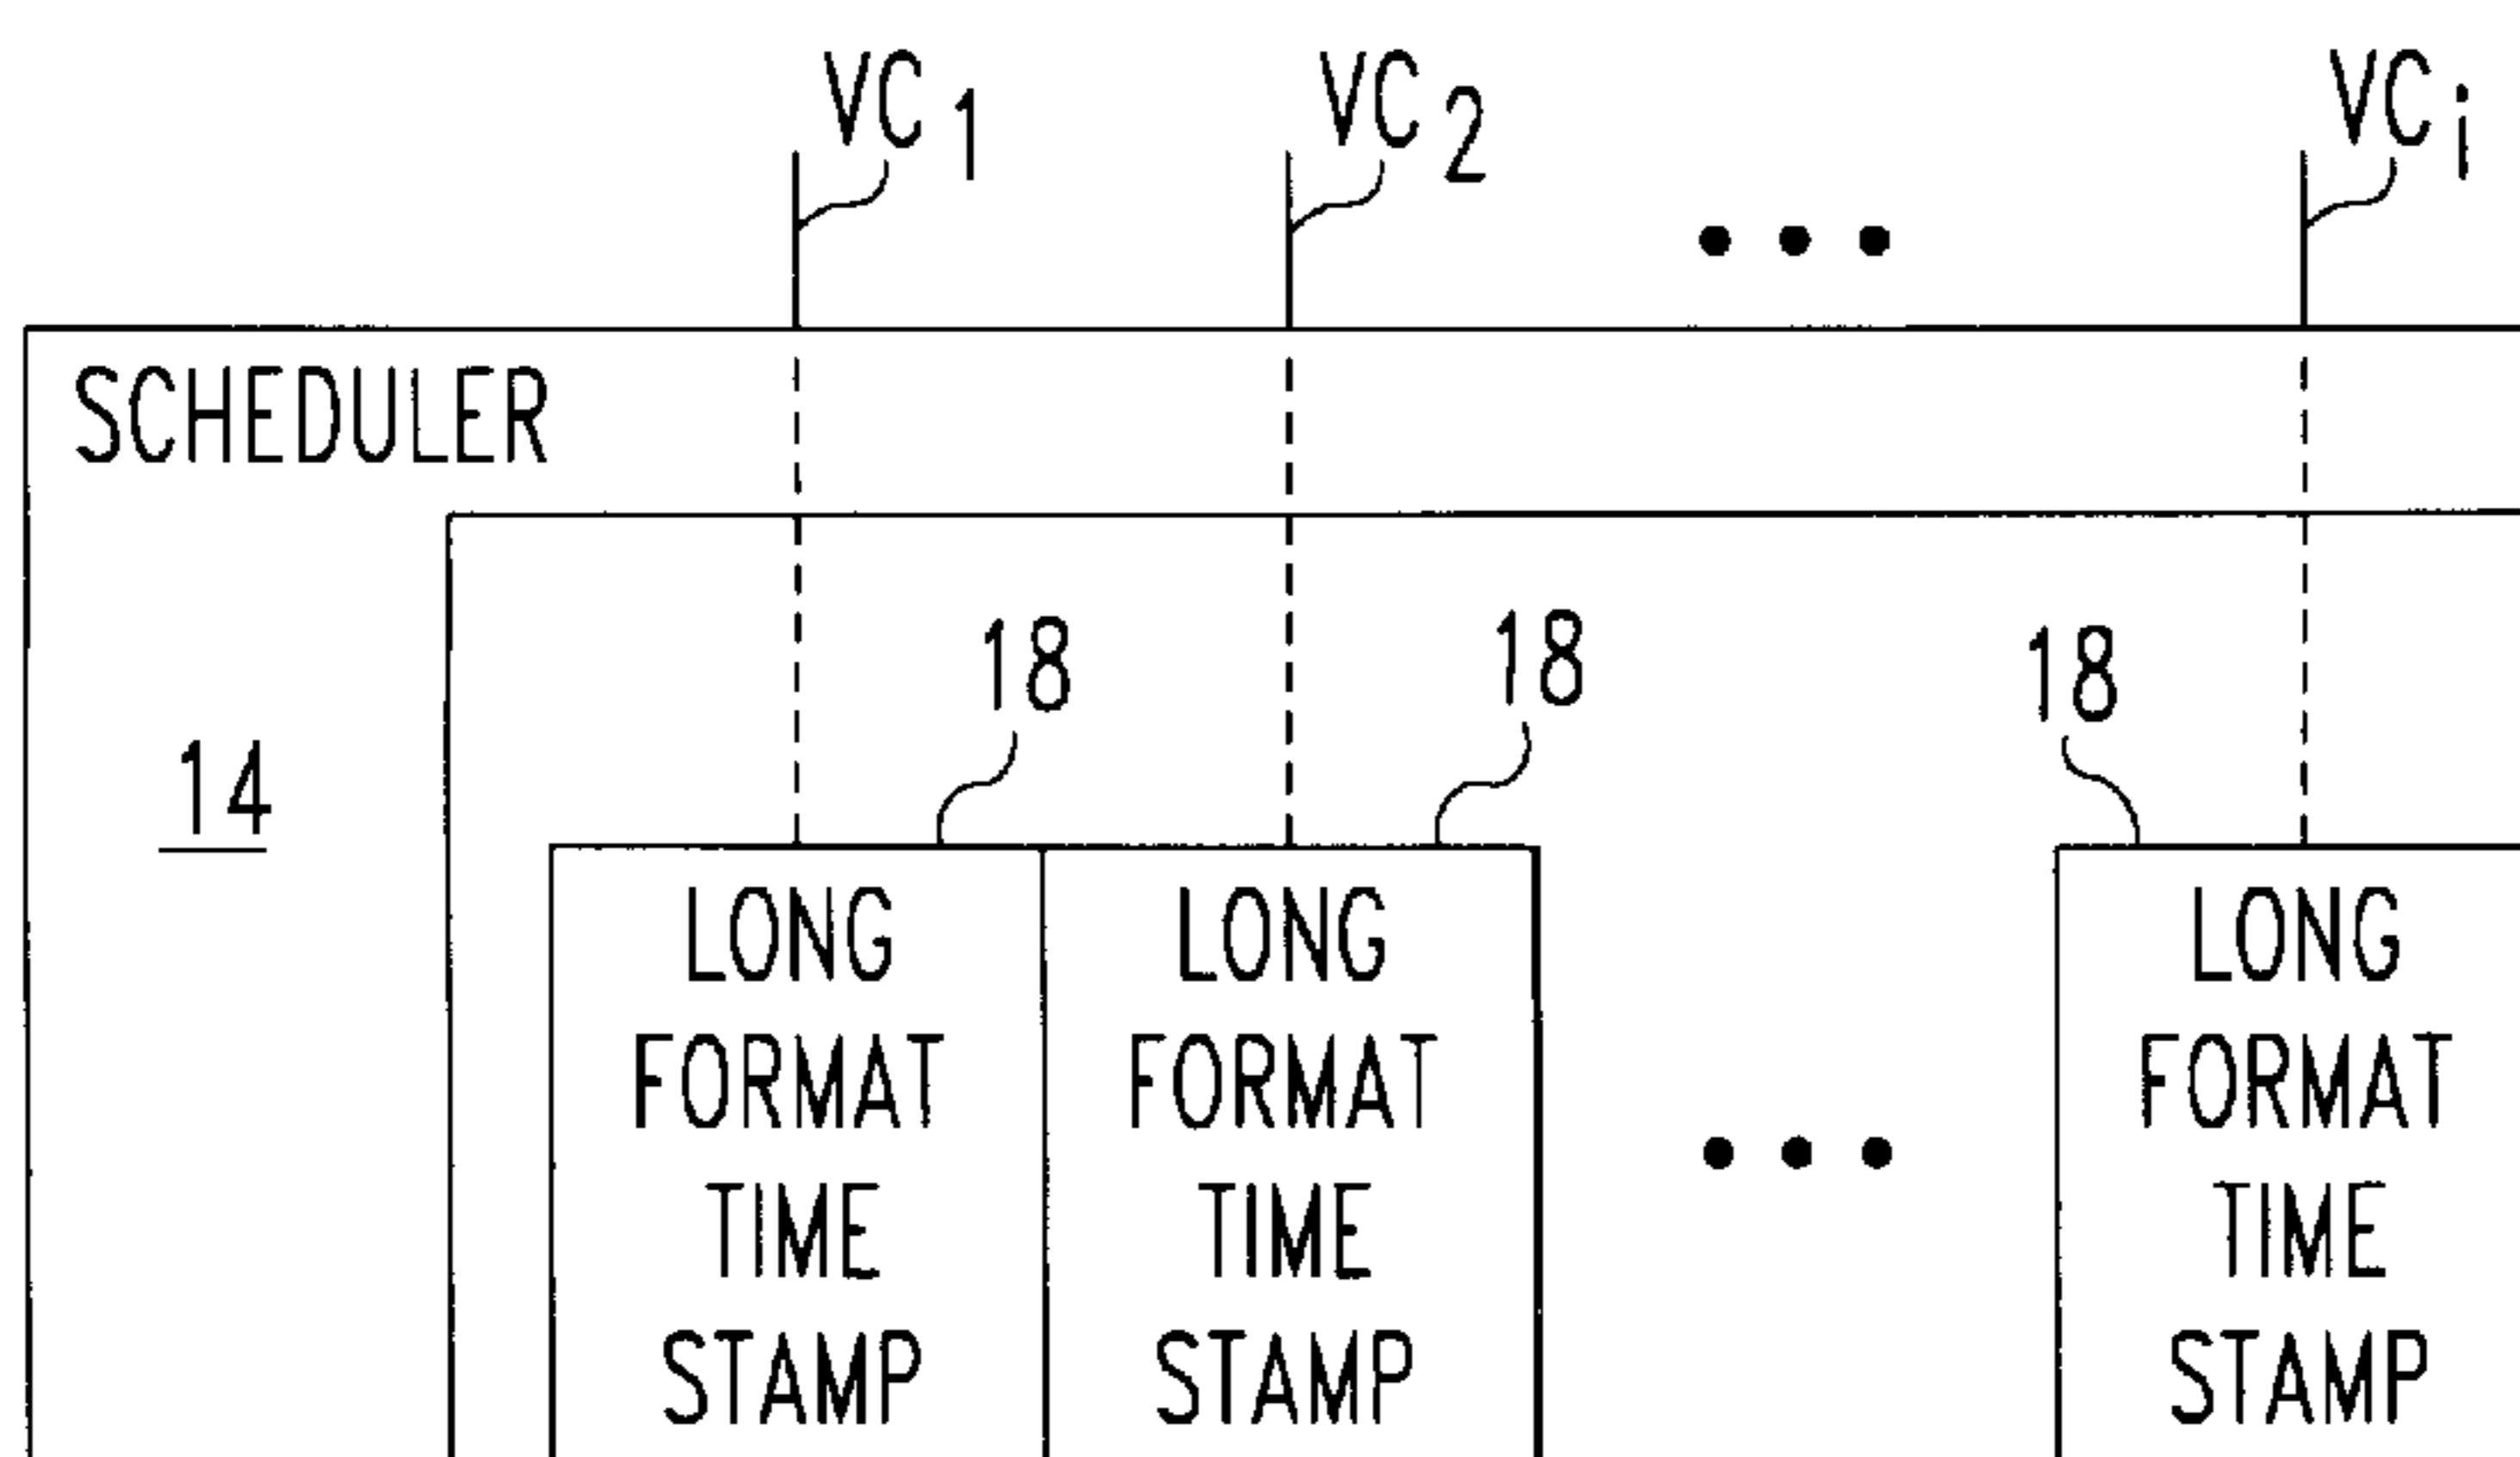 VC1 VC2 ••• VCi
SCHEDULER
18 18 18
14
LONG LONG LONG
FORMAT FORMAT ••• FORMAT
TIME TIME TIME
STAMP STAMP STAMP